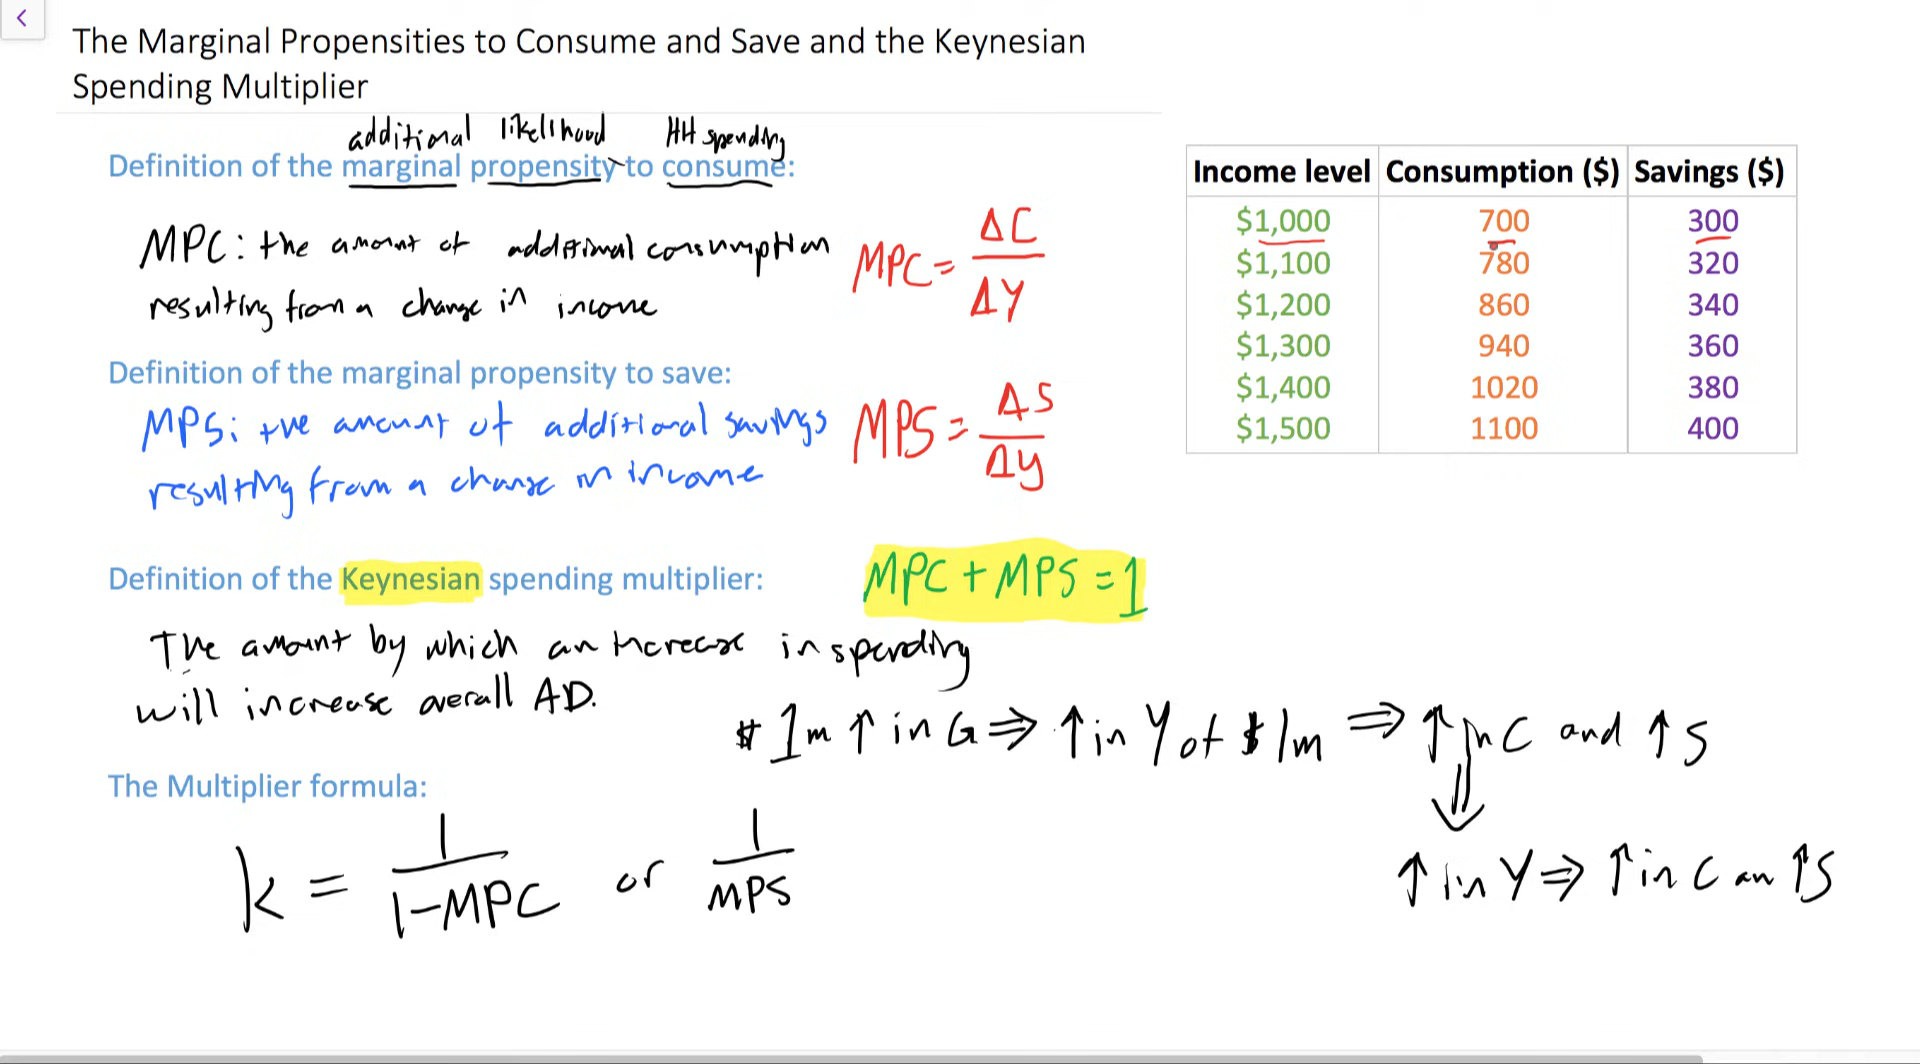 The Marginal Propensities to Consume and Save and the Keynesian
Spending Multiplier
additional likelihood HH spending
Definition of the marginal propensity to consume:
MPC: the amount of additional consumption
resulting from a change in income
MPC = ΔC / ΔY
Definition of the marginal propensity to save:
MPS: the amount of additional savings
resulting from a change in income
MPS = ΔS / ΔY
Income level Consumption ($) Savings ($)
$1,000 700 300
$1,100 780 320
$1,200 860 340
$1,300 940 360
$1,400 1020 380
$1,500 1100 400
Definition of the Keynesian spending multiplier:
MPC + MPS = 1
The amount by which an increase in spending
will increase overall AD.
$1m ↑ in G ⇒ ↑ in Y of $1m ⇒ ↑ in C and ↑ S
⇓
↑ in Y ⇒ ↑ in C an ↑S
The Multiplier formula:
k = 1 / 1-MPC or 1 / MPS